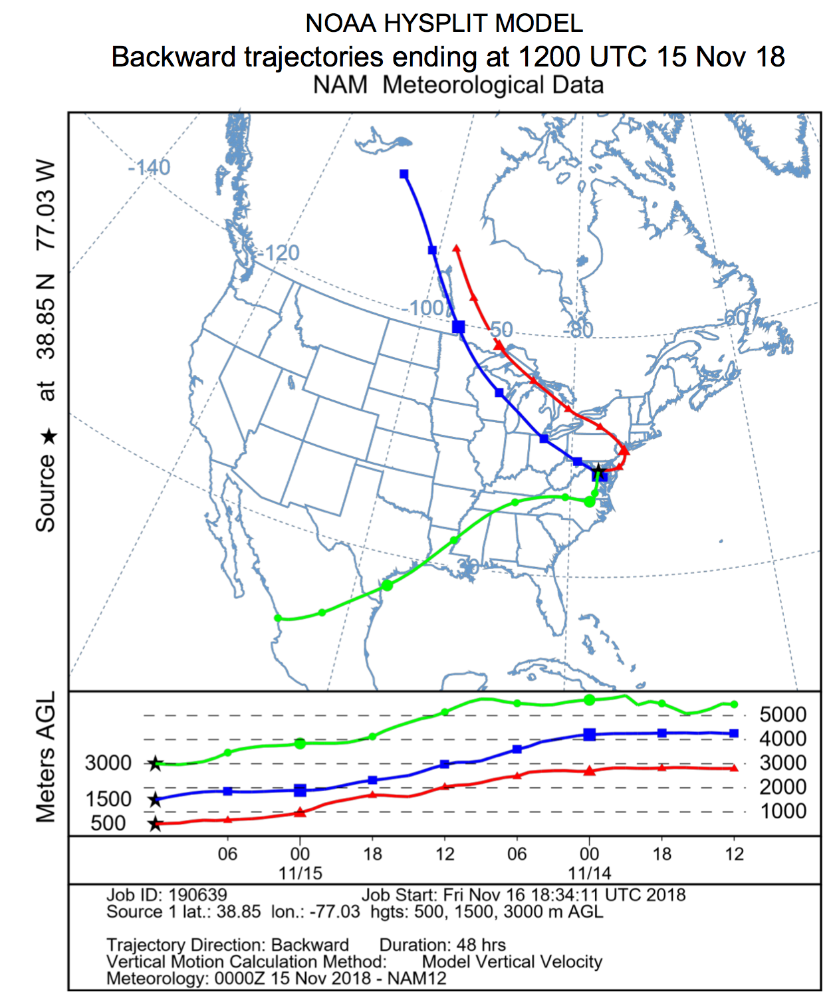 NOAA HYSPLIT MODEL
Backward trajectories ending at 1200 UTC 15 Nov 18
NAM Meteorological Data
Source ★ at 38.85 N 77.03 W
-140
-120
-100
50
-80
-60
30
Meters AGL
3000
1500
500
5000
4000
3000
2000
1000
06 00 18 12 06 00 18 12
11/15 11/14
Job ID: 190639 Job Start: Fri Nov 16 18:34:11 UTC 2018
Source 1 lat.: 38.85 lon.: -77.03 hgts: 500, 1500, 3000 m AGL
Trajectory Direction: Backward Duration: 48 hrs
Vertical Motion Calculation Method: Model Vertical Velocity
Meteorology: 0000Z 15 Nov 2018 - NAM12